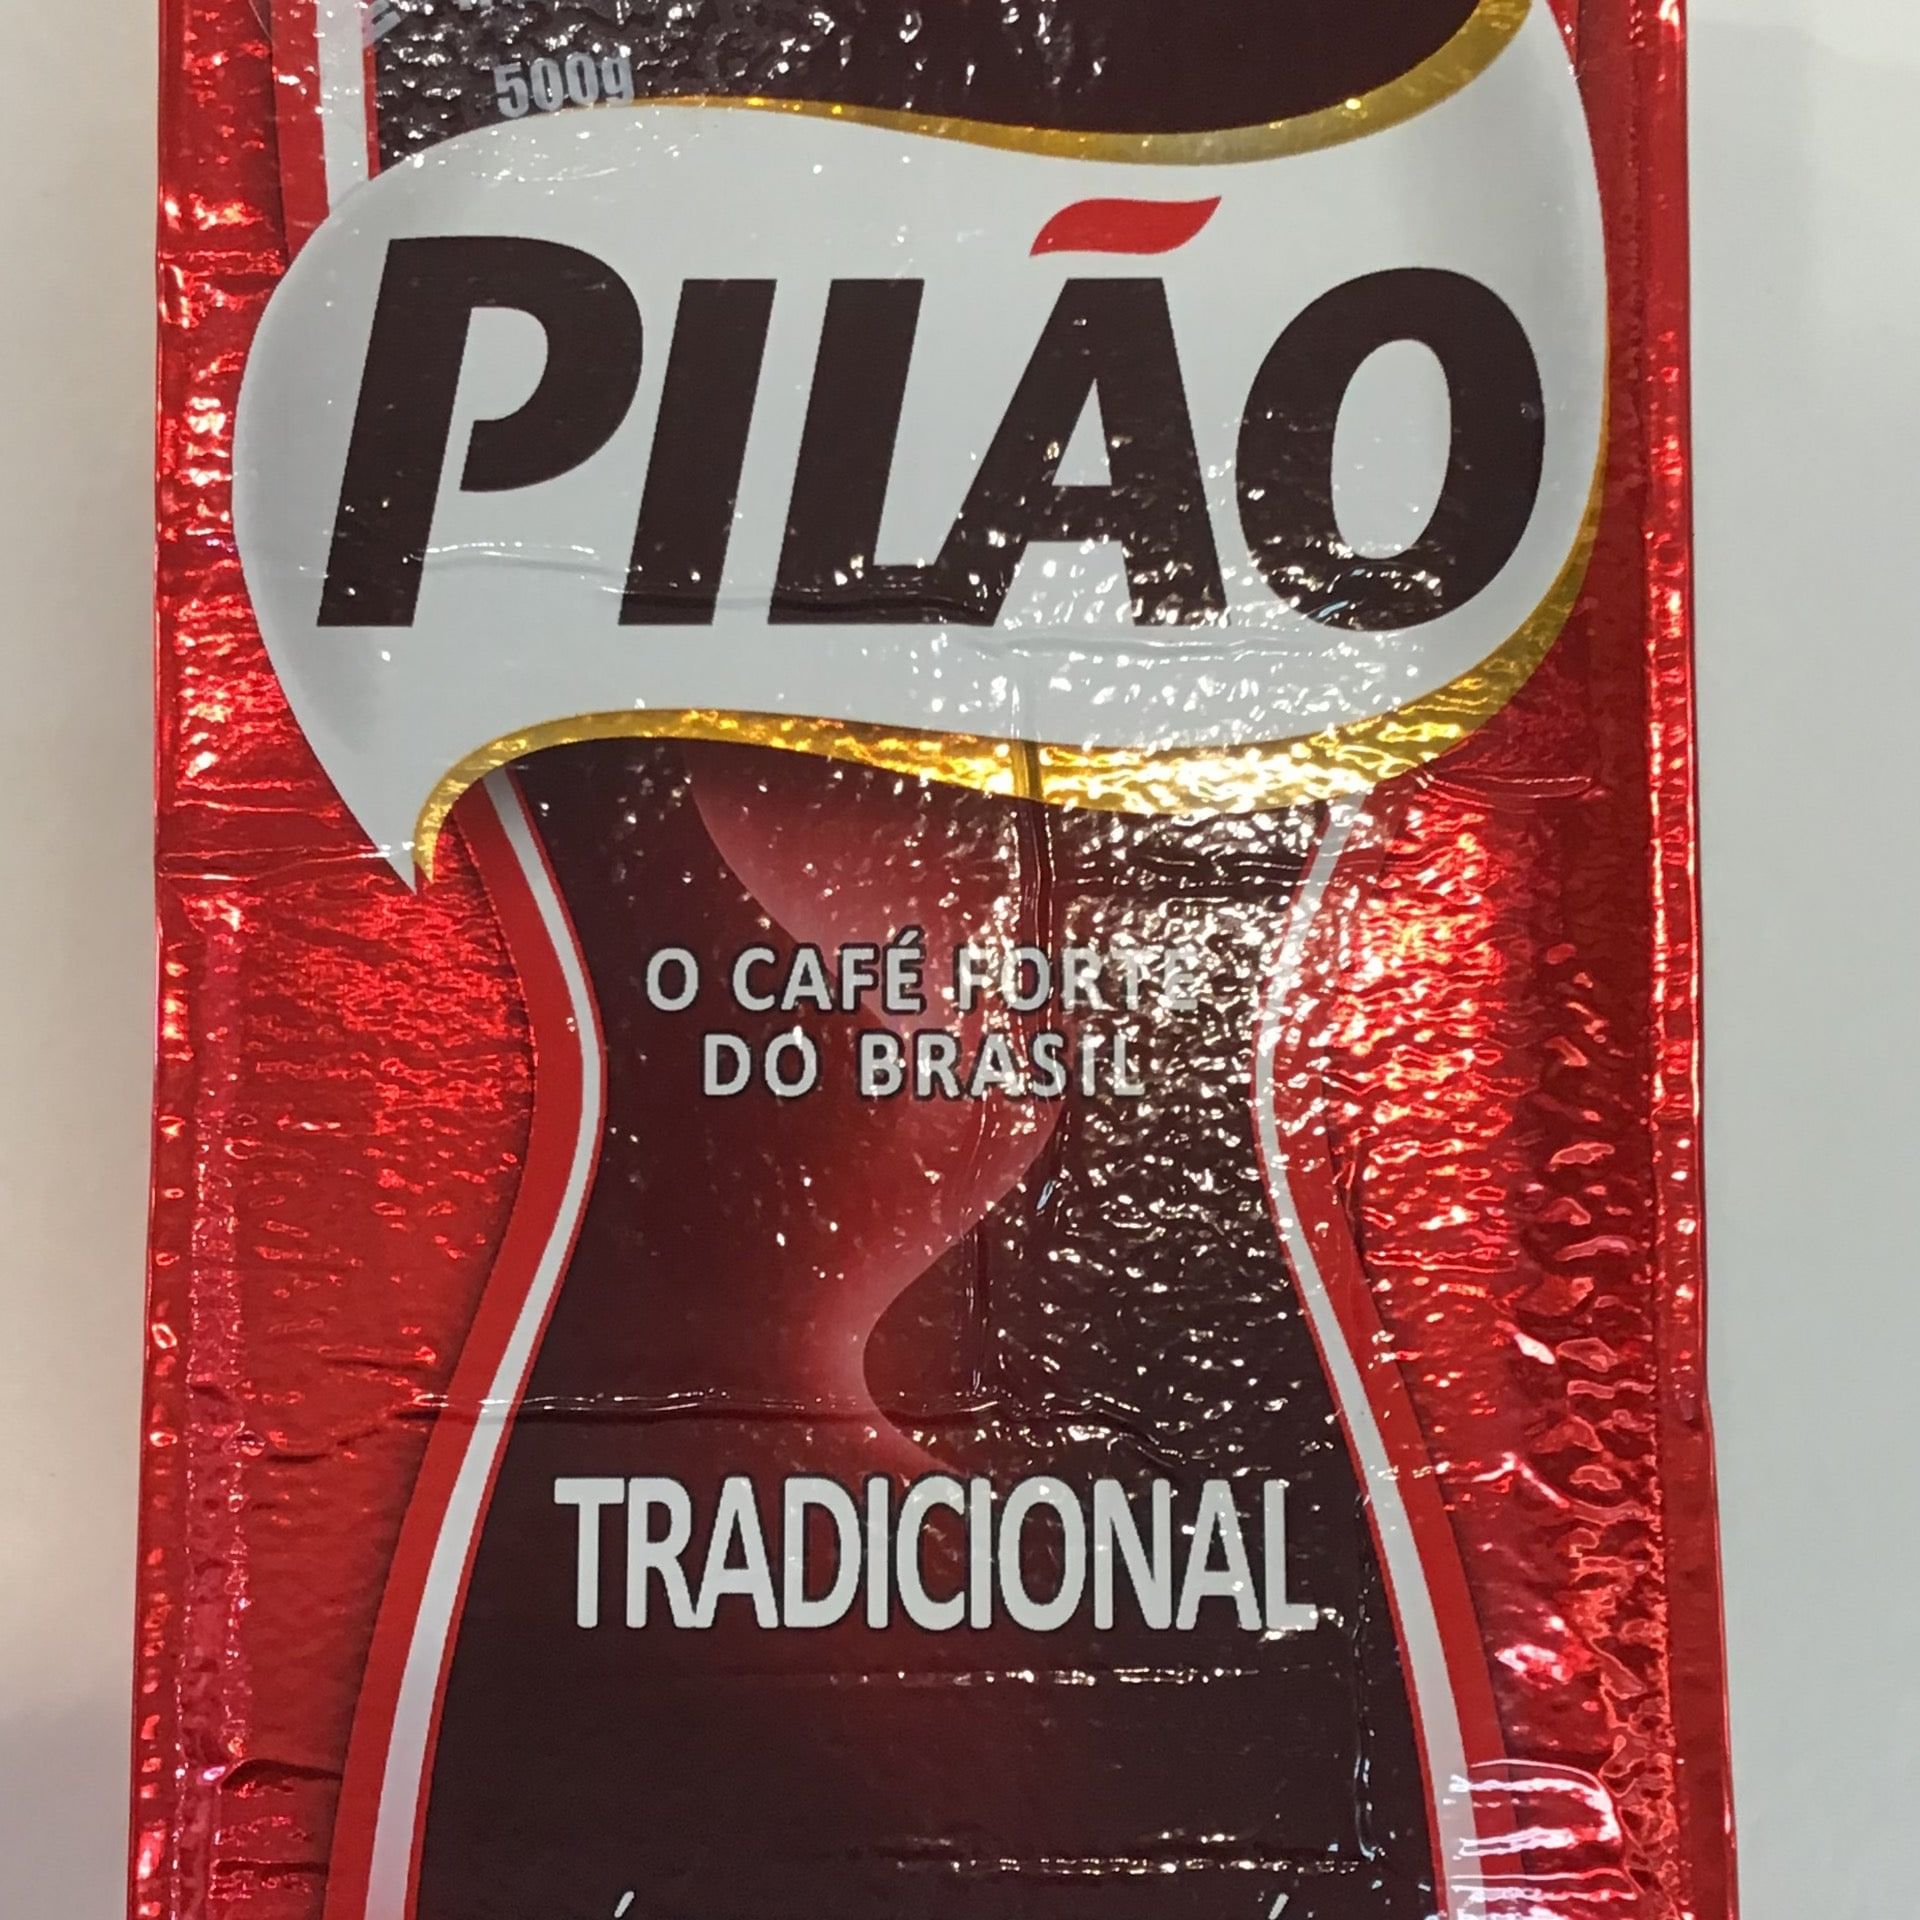 500g
PILÃO
O CAFÉ FORTE
DO BRASIL
TRADICIONAL